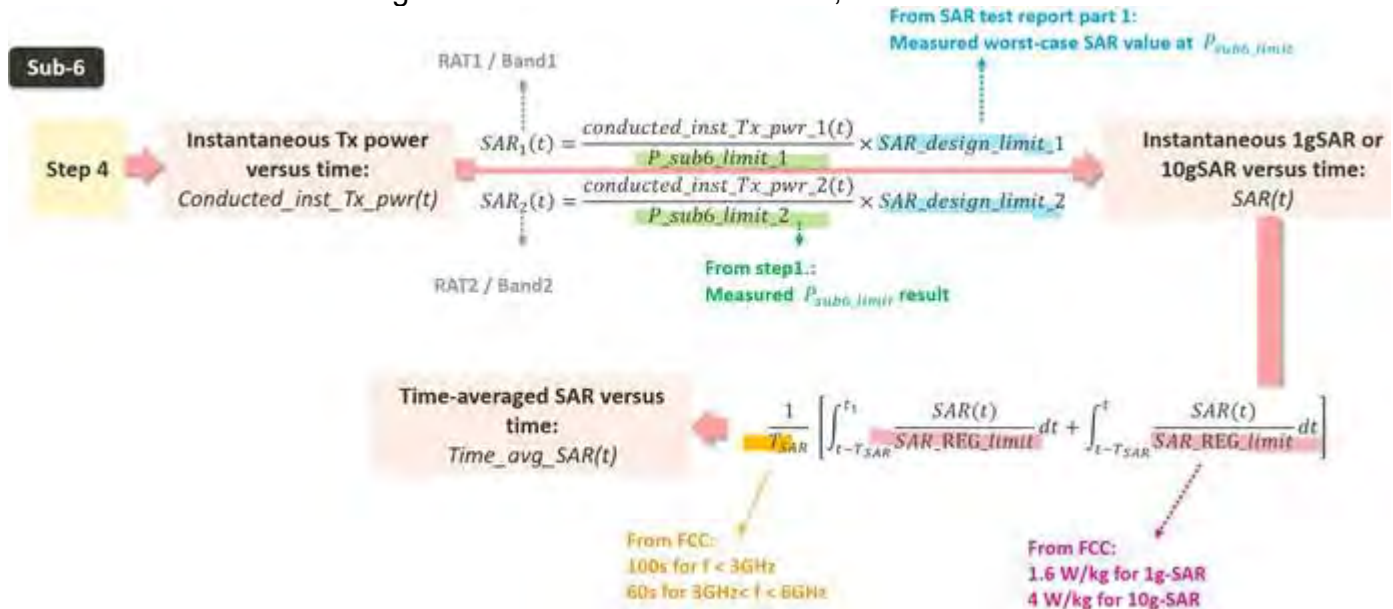 From SAR test report part 1:
Measured worst-case SAR value at P_sub6_limit
Sub-6
RAT1 / Band1
Step 4
Instantaneous Tx power
versus time:
Conducted_inst_Tx_pwr(t)
SAR₁(t) = conducted_inst_Tx_pwr_1(t) / P_sub6_limit_1 × SAR_design_limit_1
SAR₂(t) = conducted_inst_Tx_pwr_2(t) / P_sub6_limit_2 × SAR_design_limit_2
Instantaneous 1gSAR or
10gSAR versus time:
SAR(t)
RAT2 / Band2
From step1.:
Measured P_sub6_limit result
Time-averaged SAR versus
time:
Time_avg_SAR(t)
1/T_SAR [∫_{t−T_SAR}^{t₁} SAR(t)/SAR_REG_limit dt + ∫_{t−T_SAR}^{t} SAR(t)/SAR_REG_limit dt]
From FCC:
100s for f < 3GHz
60s for 3GHz< f < 6GHz
From FCC:
1.6 W/kg for 1g-SAR
4 W/kg for 10g-SAR